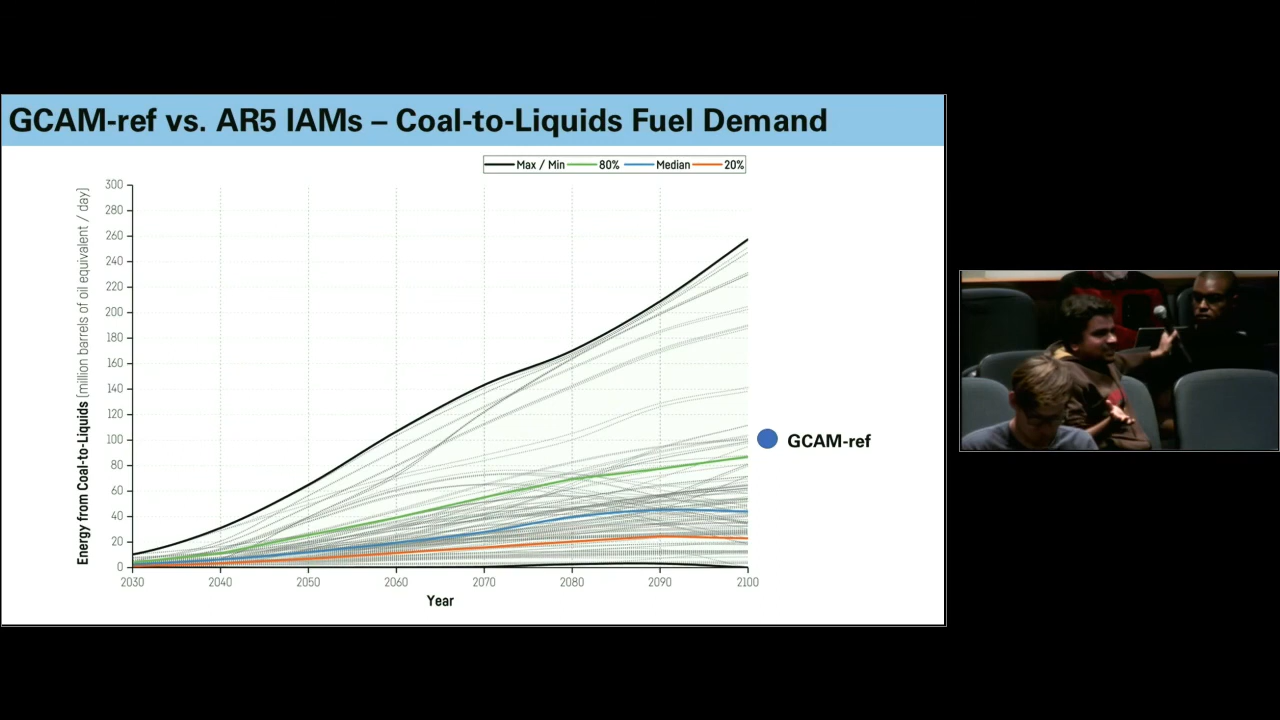 GCAM-ref vs. AR5 IAMs – Coal-to-Liquids Fuel Demand
Max / Min 80% Median 20%
Energy from Coal-to-Liquids (million barrels of oil equivalent / day)
300
280
260
240
220
200
180
160
140
120
100
80
60
40
20
0
GCAM-ref
2030 2040 2050 2060 2070 2080 2090 2100
Year